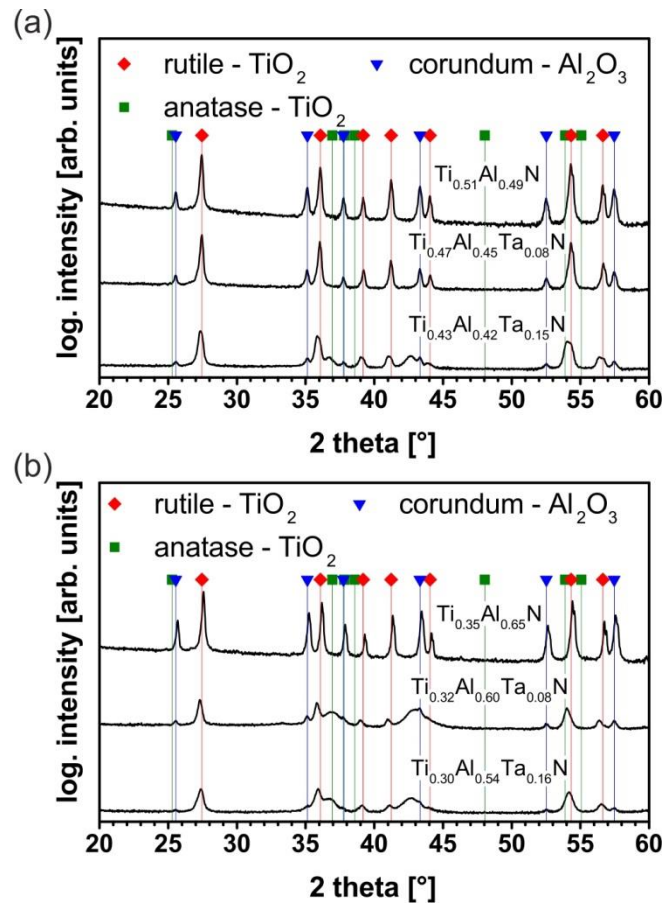 (a)
rutile - TiO₂ corundum - Al₂O₃
anatase - TiO₂
Ti₀.₅₁Al₀.₄₉N
Ti₀.₄₇Al₀.₄₅Ta₀.₀₈N
Ti₀.₄₃Al₀.₄₂Ta₀.₁₅N
log. intensity [arb. units]
20 25 30 35 40 45 50 55 60
2 theta [°]
(b)
rutile - TiO₂ corundum - Al₂O₃
anatase - TiO₂
Ti₀.₃₅Al₀.₆₅N
Ti₀.₃₂Al₀.₆₀Ta₀.₀₈N
Ti₀.₃₀Al₀.₅₄Ta₀.₁₆N
log. intensity [arb. units]
20 25 30 35 40 45 50 55 60
2 theta [°]